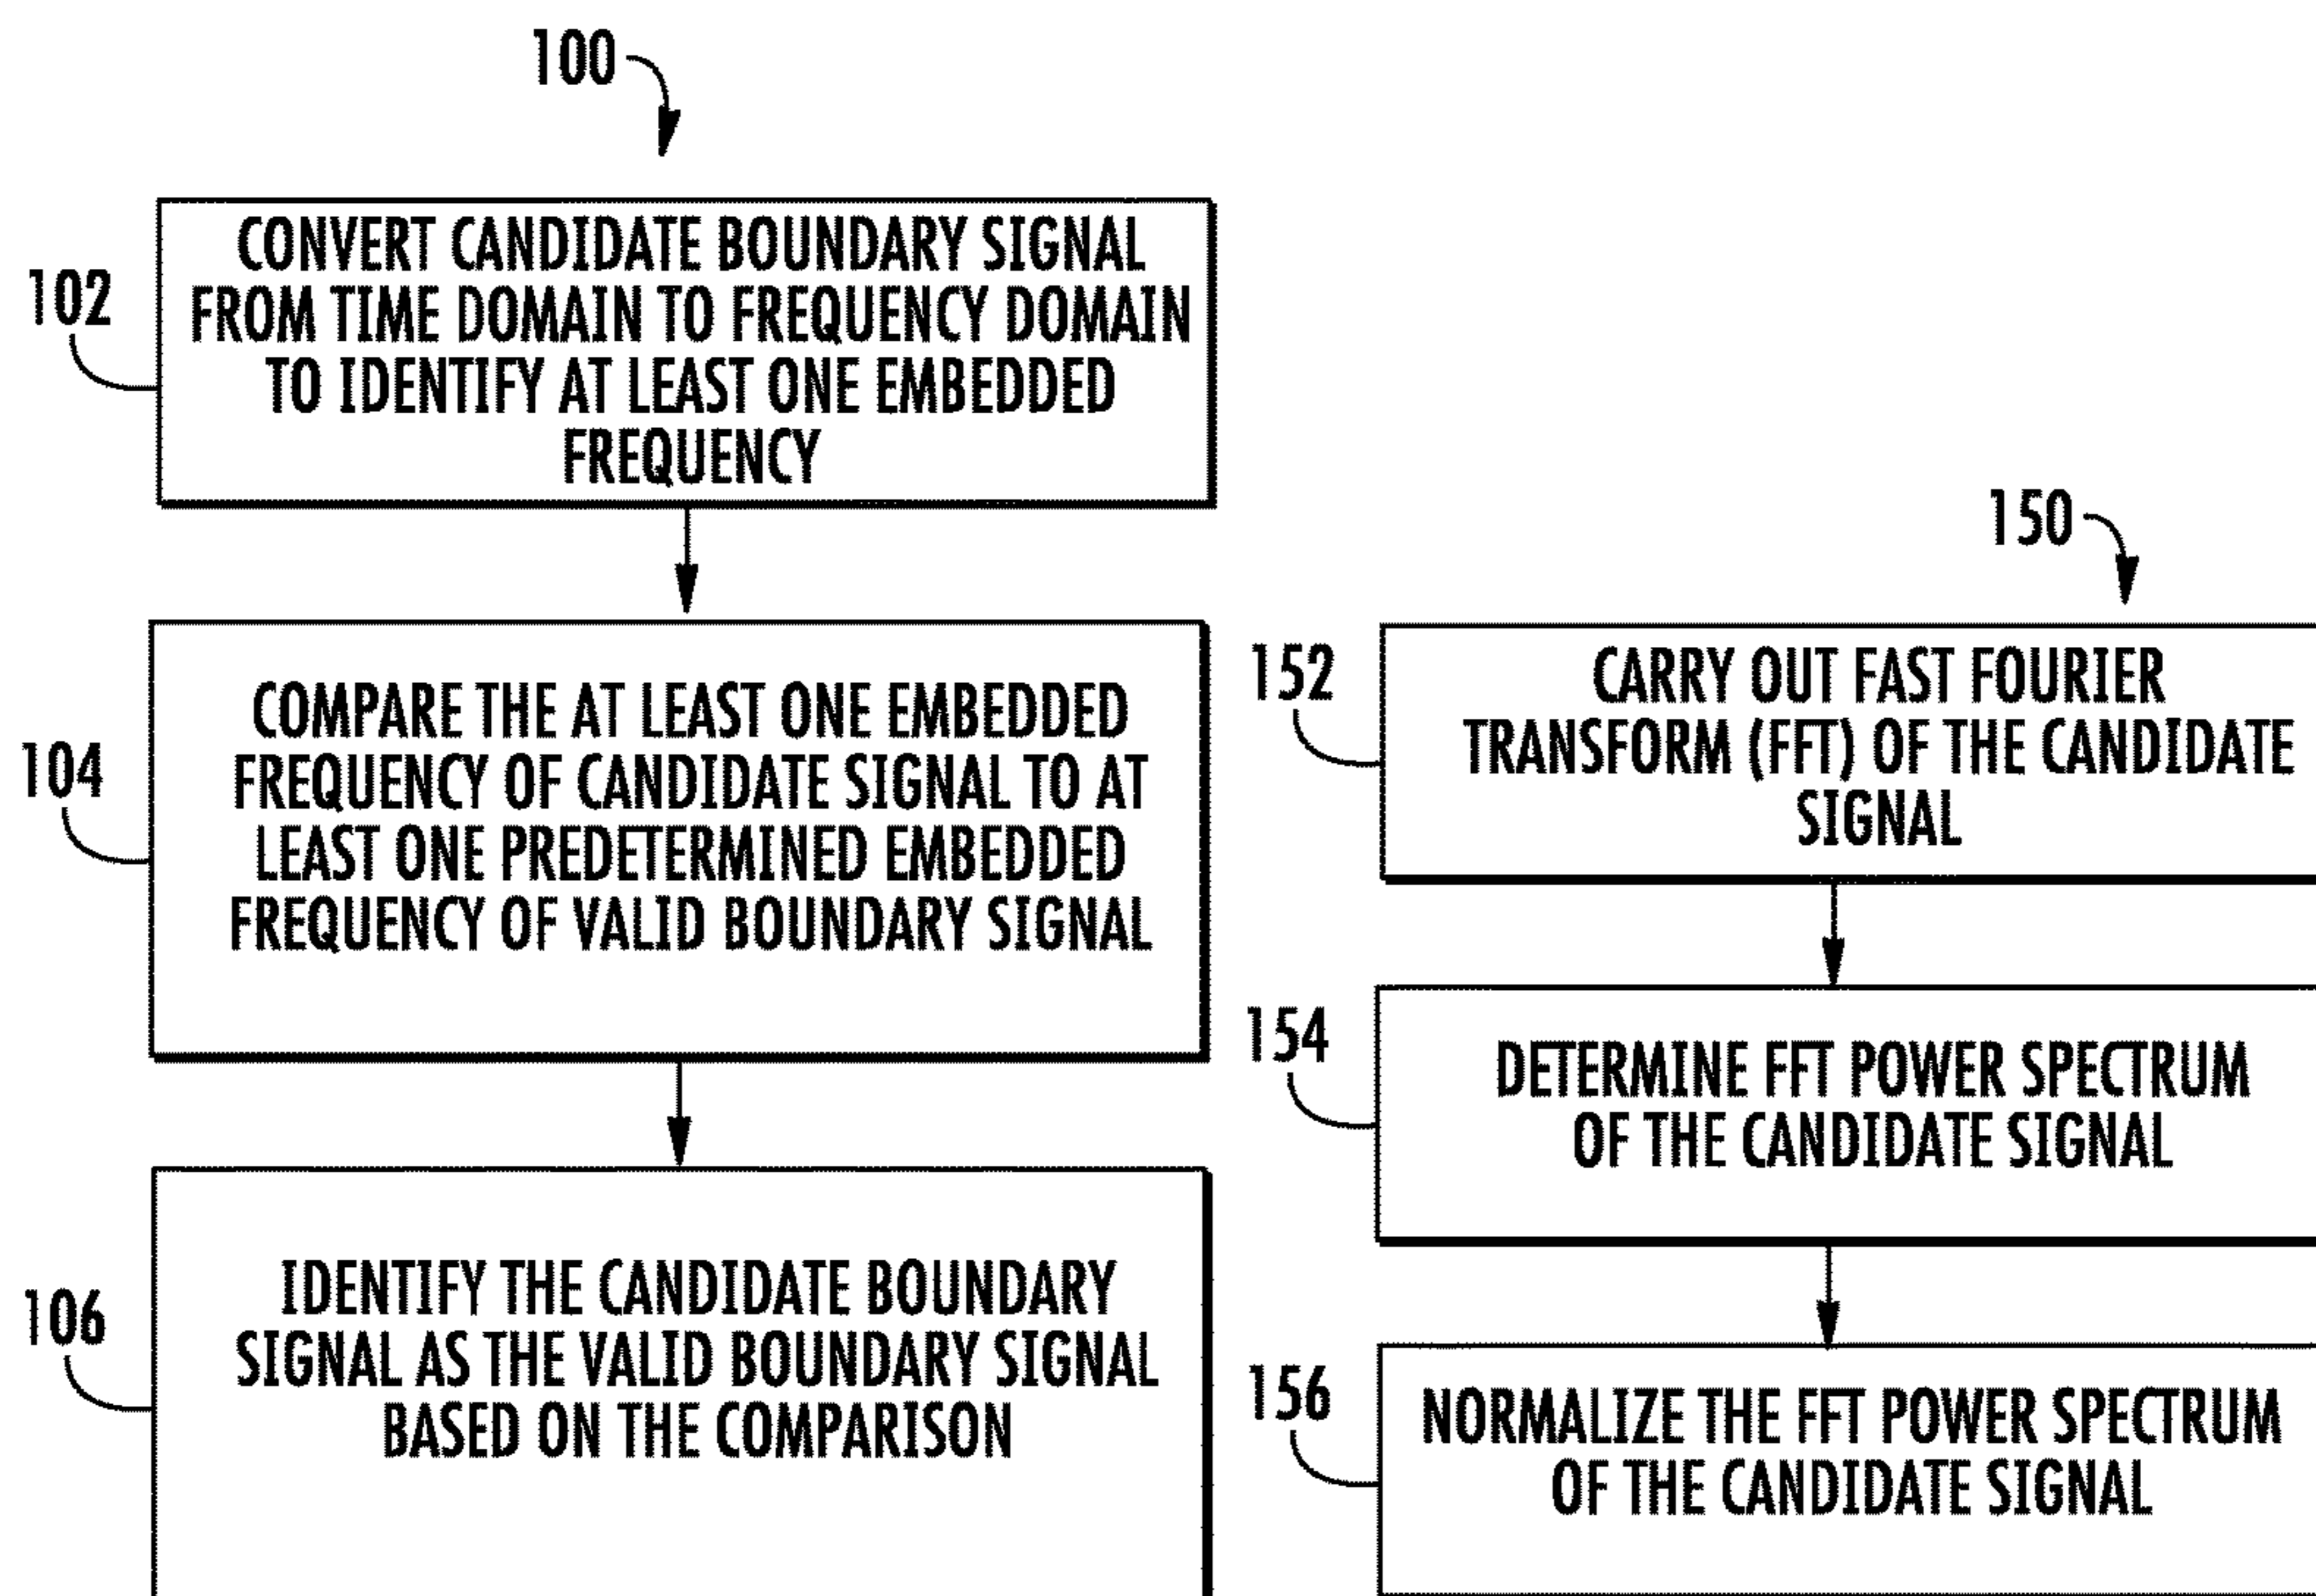 100
102
CONVERT CANDIDATE BOUNDARY SIGNAL
FROM TIME DOMAIN TO FREQUENCY DOMAIN
TO IDENTIFY AT LEAST ONE EMBEDDED
FREQUENCY
104
COMPARE THE AT LEAST ONE EMBEDDED
FREQUENCY OF CANDIDATE SIGNAL TO AT
LEAST ONE PREDETERMINED EMBEDDED
FREQUENCY OF VALID BOUNDARY SIGNAL
106
IDENTIFY THE CANDIDATE BOUNDARY
SIGNAL AS THE VALID BOUNDARY SIGNAL
BASED ON THE COMPARISON
150
152
CARRY OUT FAST FOURIER
TRANSFORM (FFT) OF THE CANDIDATE
SIGNAL
154
DETERMINE FFT POWER SPECTRUM
OF THE CANDIDATE SIGNAL
156
NORMALIZE THE FFT POWER SPECTRUM
OF THE CANDIDATE SIGNAL